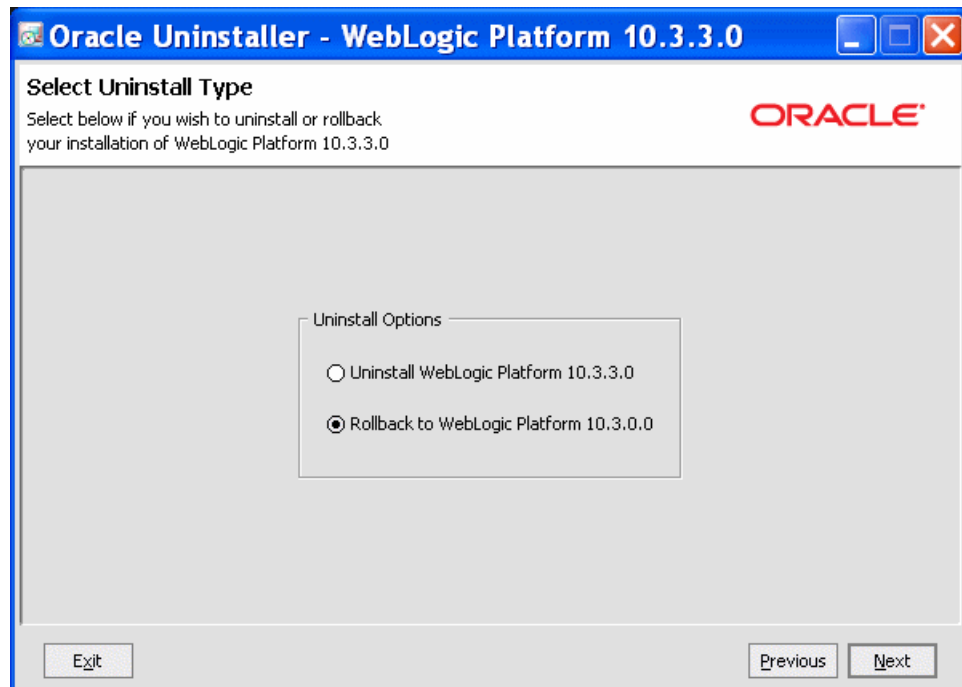 Oracle Uninstaller - WebLogic Platform 10.3.3.0
Select Uninstall Type
Select below if you wish to uninstall or rollback
your installation of WebLogic Platform 10.3.3.0
ORACLE
Uninstall Options
Uninstall WebLogic Platform 10.3.3.0
Rollback to WebLogic Platform 10.3.0.0
Exit
Previous
Next